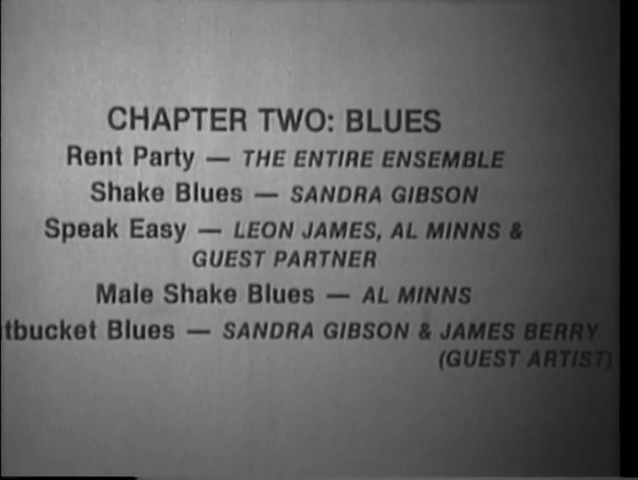 CHAPTER TWO: BLUES
Rent Party — THE ENTIRE ENSEMBLE
Shake Blues — SANDRA GIBSON
Speak Easy — LEON JAMES, AL MINNS &
GUEST PARTNER
Male Shake Blues — AL MINNS
tbucket Blues — SANDRA GIBSON & JAMES BERRY
(GUEST ARTIST)